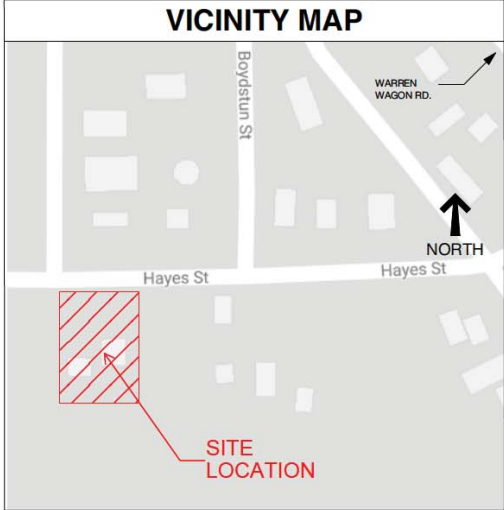 VICINITY MAP
Boydstun St
WARREN
WAGON RD.
NORTH
Hayes St
Hayes St
SITE
LOCATION